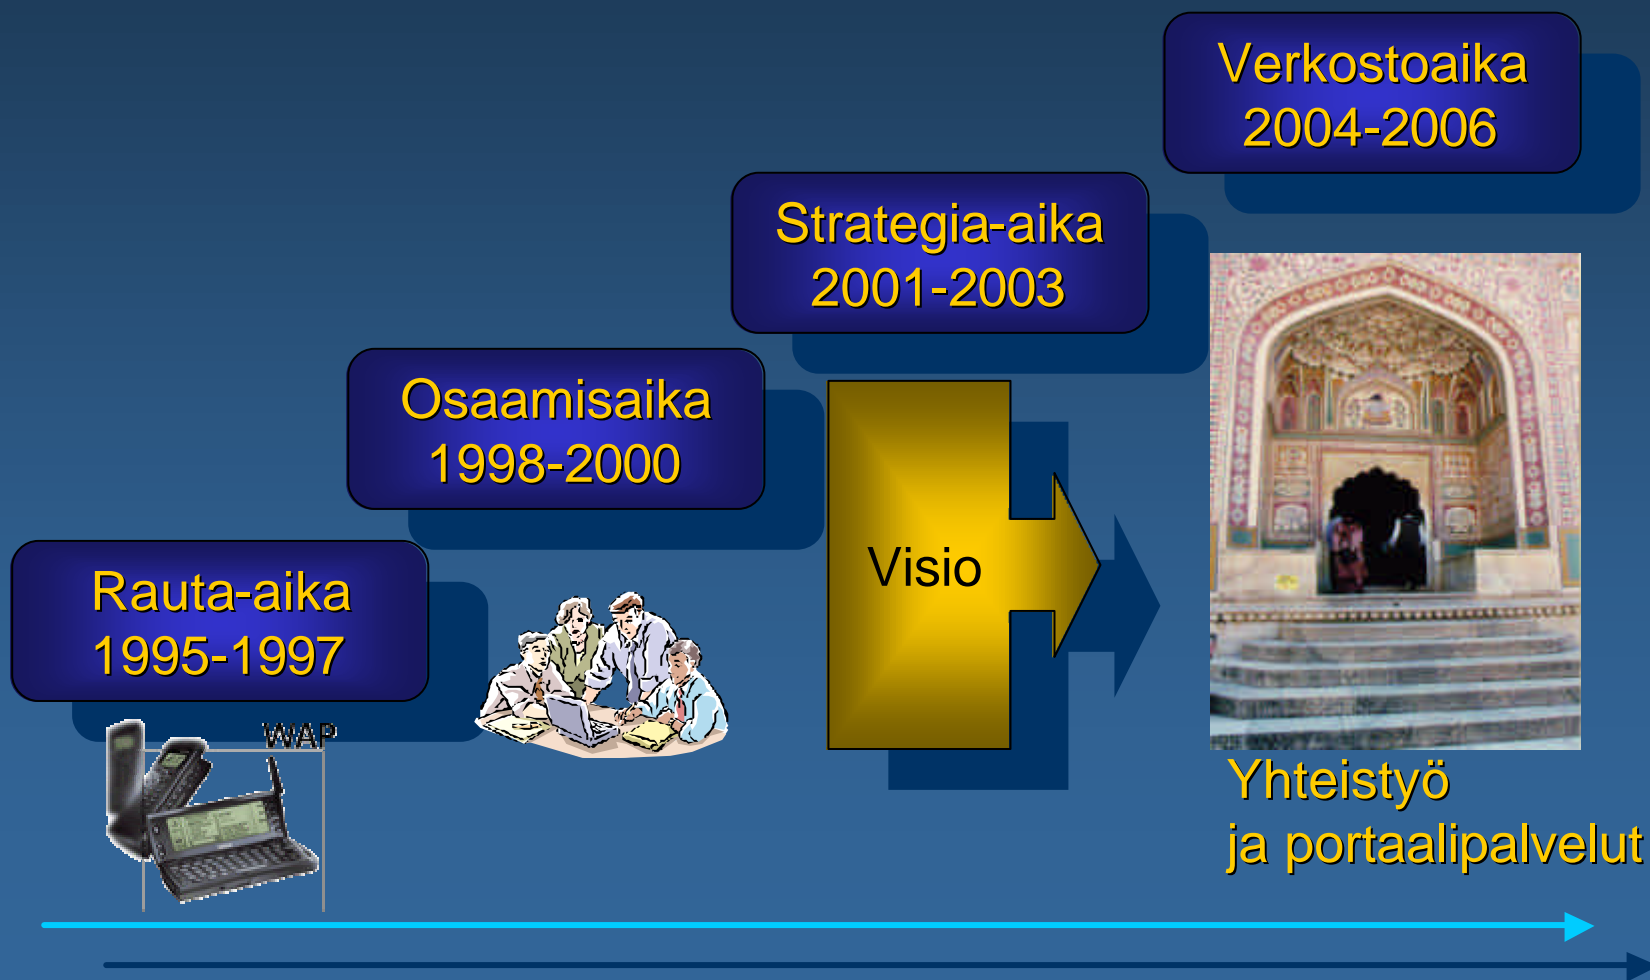 Verkostoaika
2004-2006
Strategia-aika
2001-2003
Osaamisaika
1998-2000
Rauta-aika
1995-1997
Visio
WAP
Yhteistyö
ja portaalipalvelut